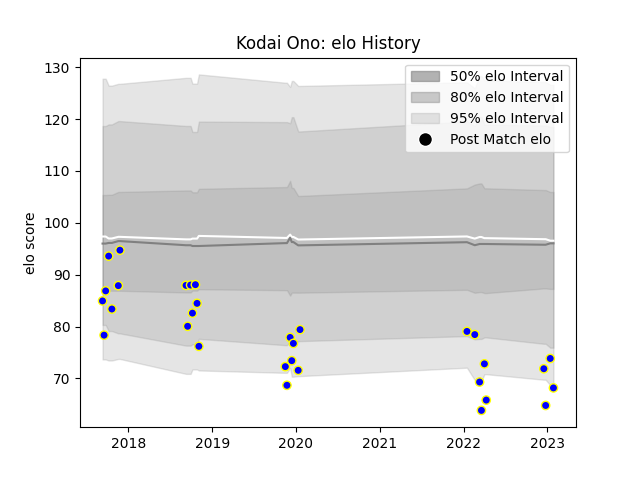 Kodai Ono: elo History
elo score
130
120
110
100
90
80
70
50% elo Interval
80% elo Interval
95% elo Interval
Post Match elo
2018
2019
2020
2021
2022
2023